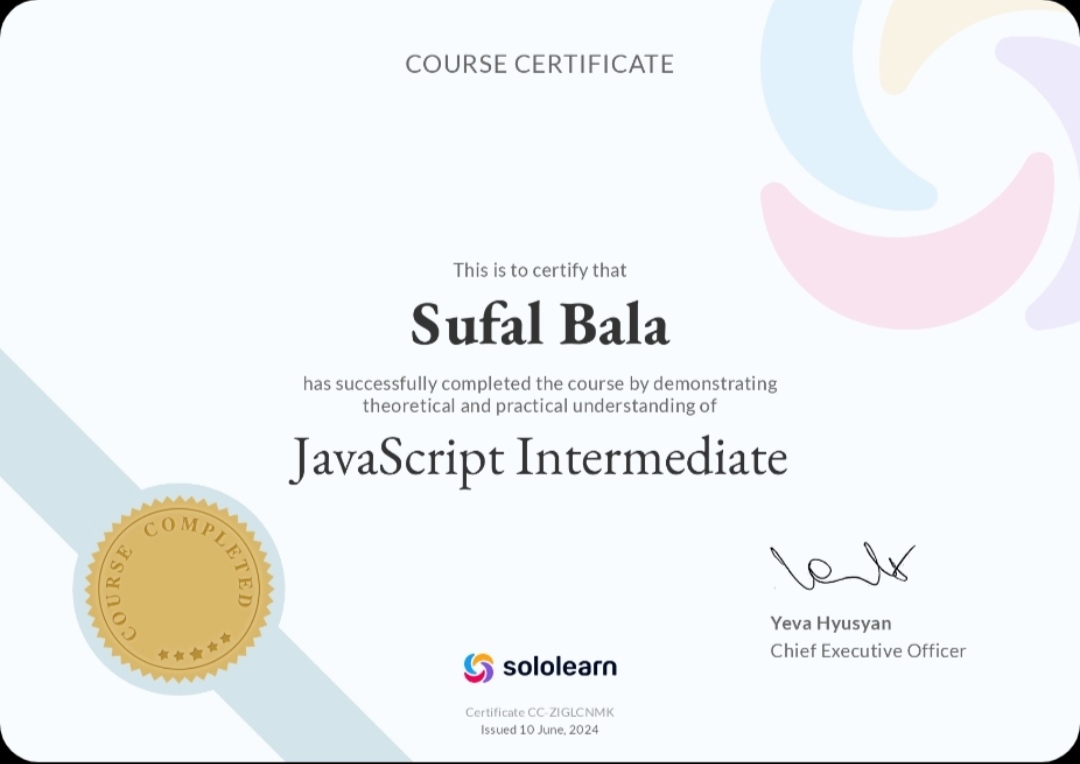 COURSE CERTIFICATE
This is to certify that
Sufal Bala
has successfully completed the course by demonstrating
theoretical and practical understanding of
JavaScript Intermediate
COURSE COMPLETED
Yeva Hyusyan
Chief Executive Officer
sololearn
Certificate CC-ZIGLCNMK
Issued 10 June, 2024